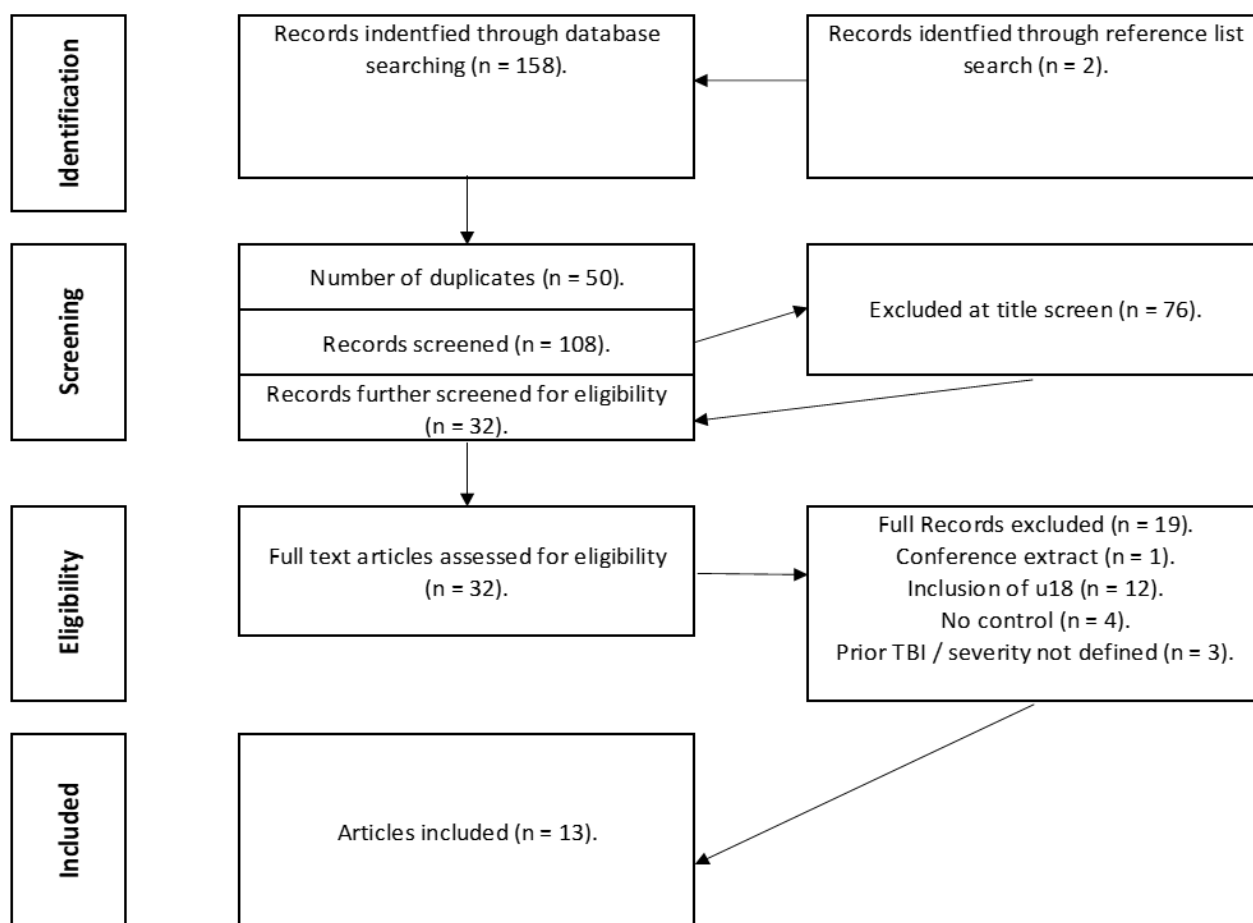 Identification
Records indentfied through database
searching (n = 158).
Records identfied through reference list
search (n = 2).
Screening
Number of duplicates (n = 50).
Records screened (n = 108).
Records further screened for eligibility
(n = 32).
Excluded at title screen (n = 76).
Eligibility
Full text articles assessed for eligibility
(n = 32).
Full Records excluded (n = 19).
Conference extract (n = 1).
Inclusion of u18 (n = 12).
No control (n = 4).
Prior TBI / severity not defined (n = 3).
Included
Articles included (n = 13).